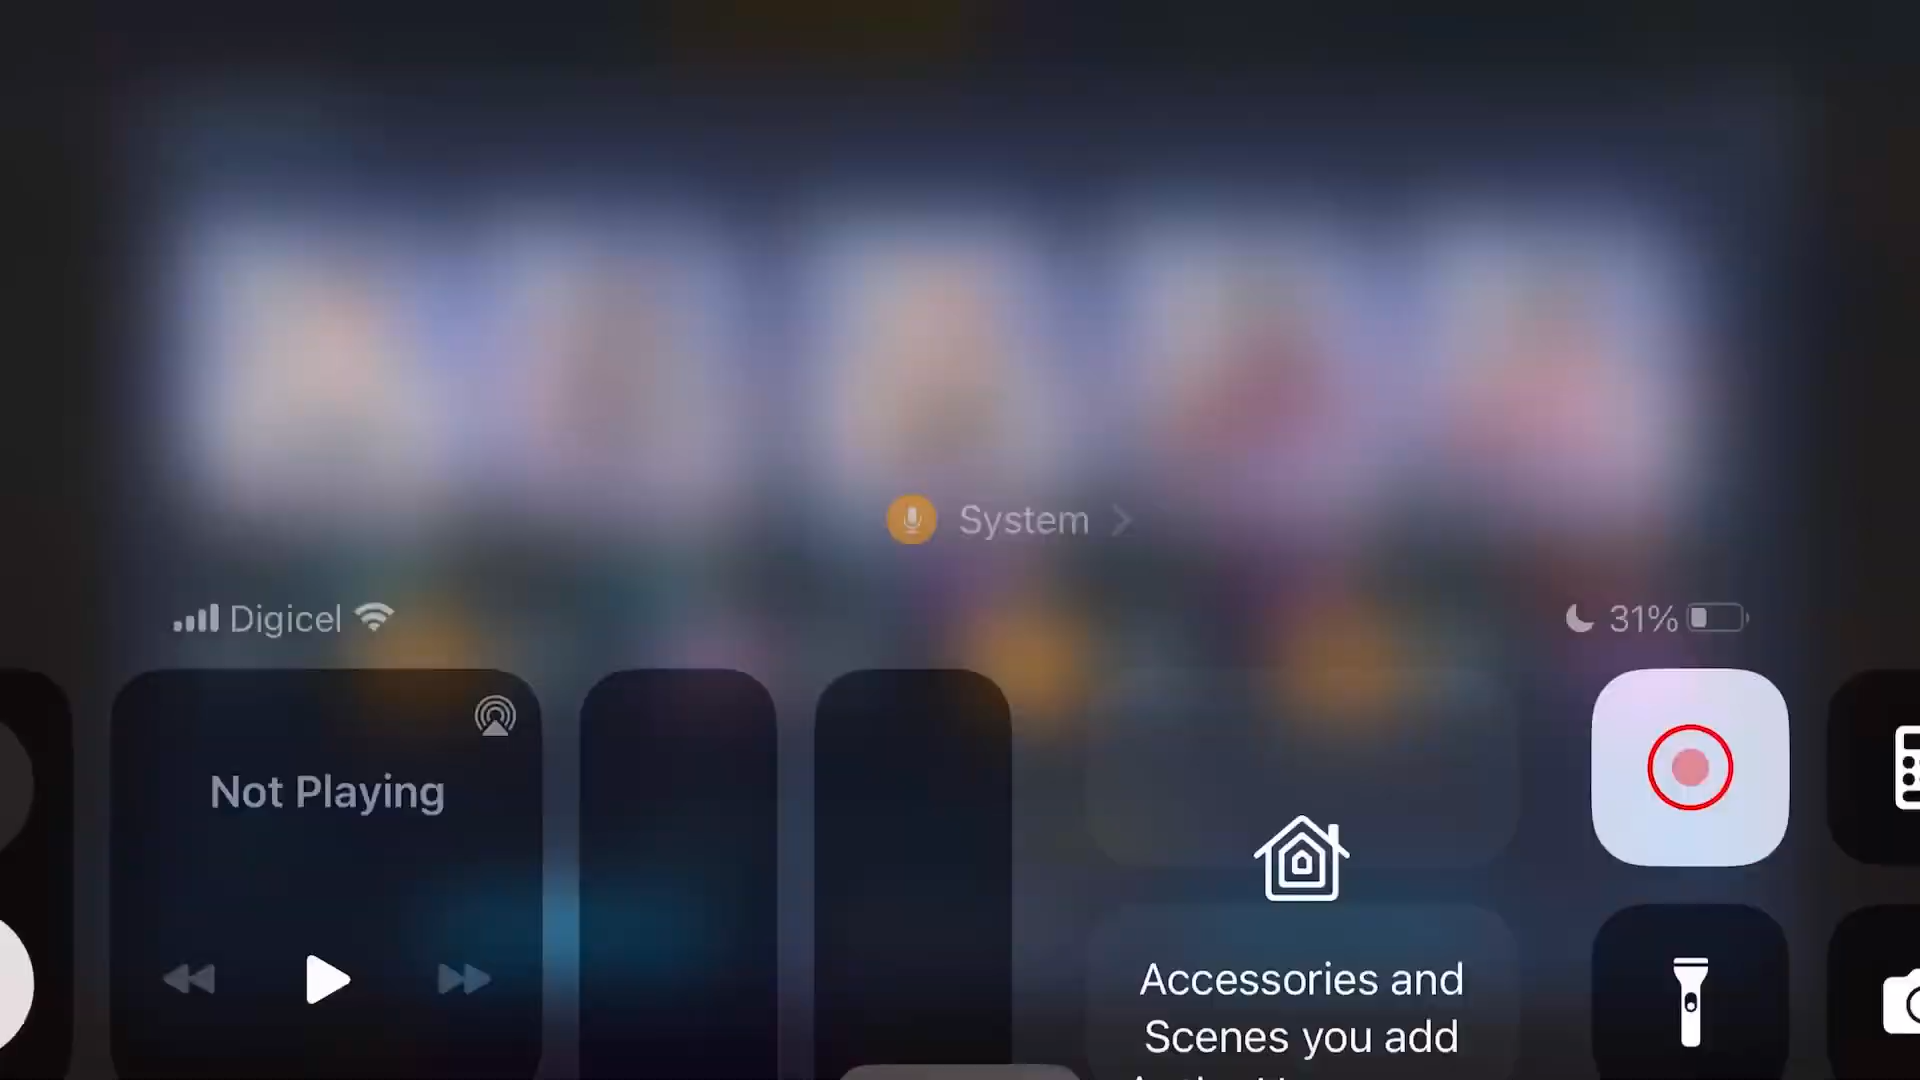 System
Digicel
31%
Not Playing
Accessories and
Scenes you add